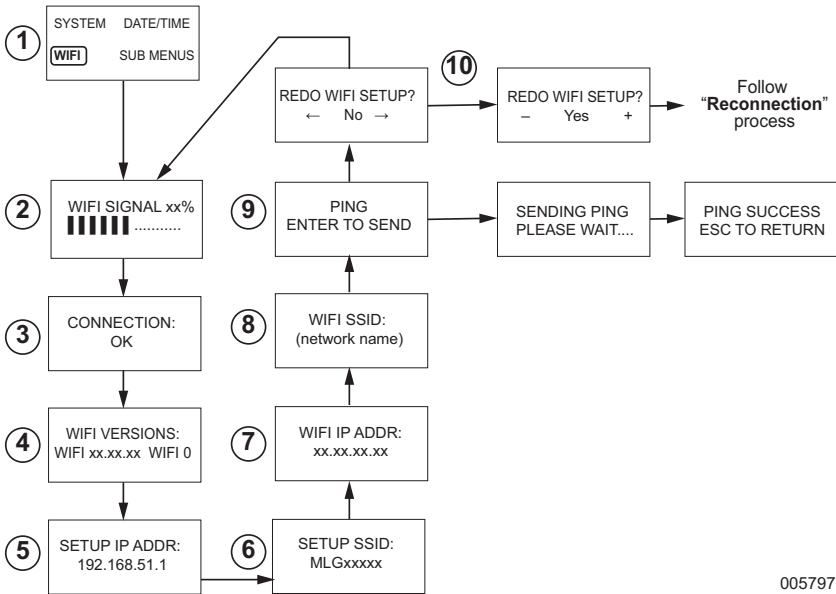 1
SYSTEM DATE/TIME
WIFI SUB MENUS
2
WIFI SIGNAL xx%
...........
3
CONNECTION:
OK
4
WIFI VERSIONS:
WIFI xx.xx.xx WIFI 0
5
SETUP IP ADDR:
192.168.51.1
6
SETUP SSID:
MLGxxxxx
7
WIFI IP ADDR:
xx.xx.xx.xx
8
WIFI SSID:
(network name)
9
PING
ENTER TO SEND
SENDING PING
PLEASE WAIT....
PING SUCCESS
ESC TO RETURN
REDO WIFI SETUP?
← No →
10
REDO WIFI SETUP?
– Yes +
Follow
“Reconnection”
process
005797